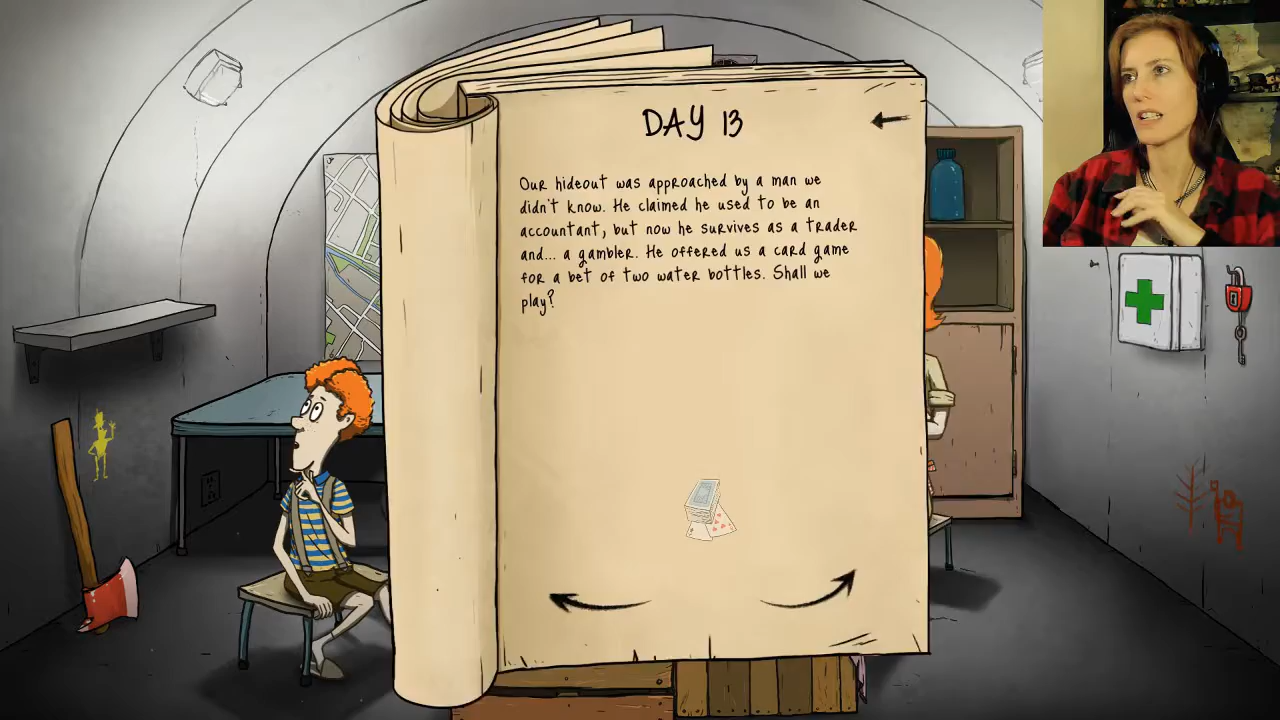 DAY 13
Our hideout was approached by a man we
didn't know. He claimed he used to be an
accountant, but now he survives as a trader
and... a gambler. He offered us a card game
for a bet of two water bottles. Shall we
play?